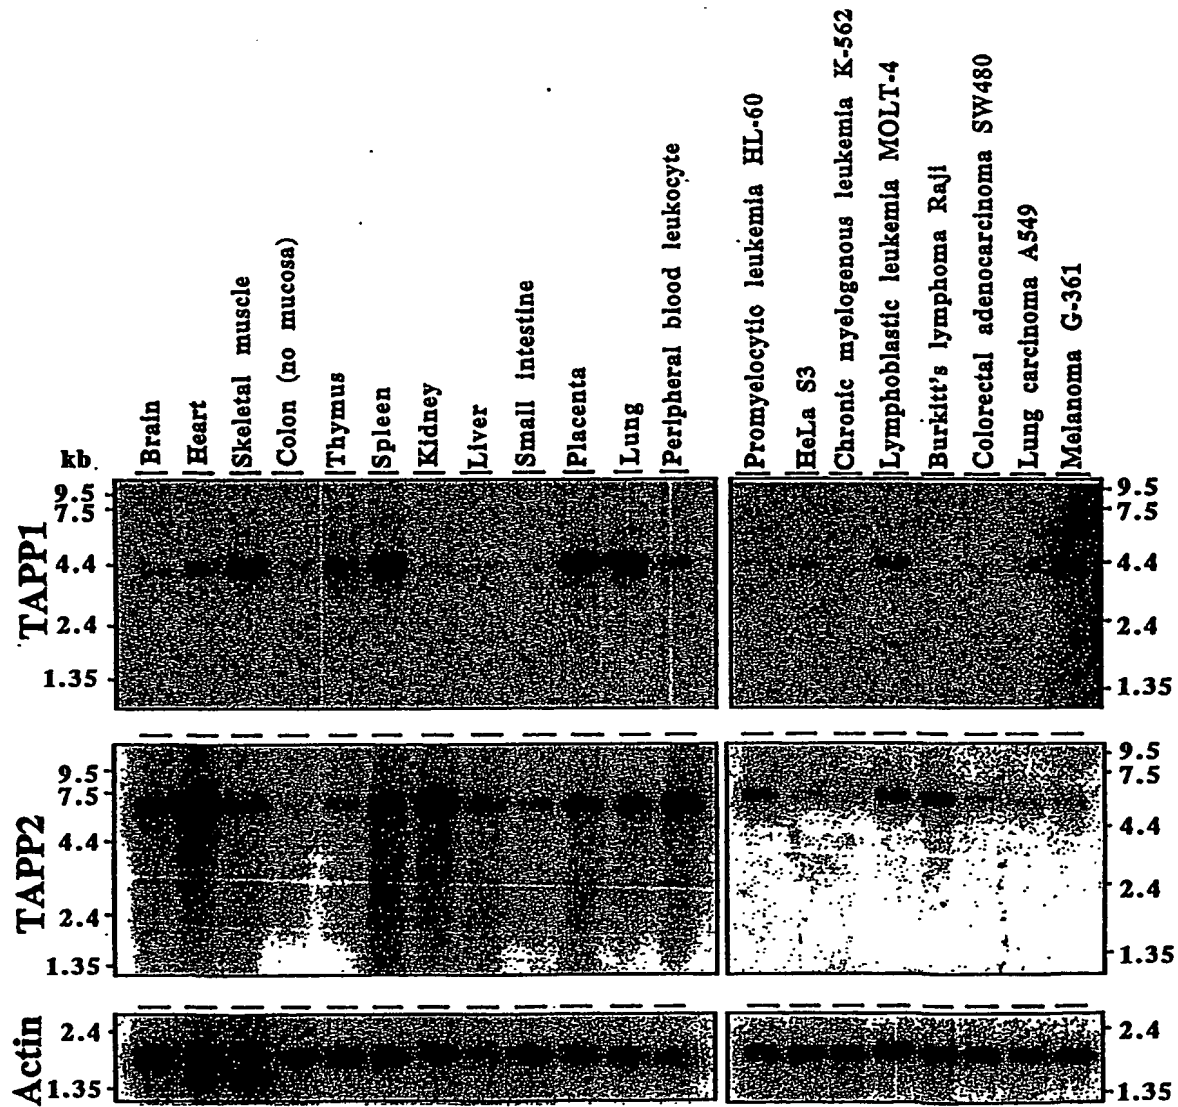 Brain
Heart
Skeletal muscle
Colon (no mucosa)
Thymus
Spleen
Kidney
Liver
Small intestine
Placenta
Lung
Peripheral blood leukocyte
Promyelocytio leukemia HL-60
HeLa S3
Chronic myelogenous leukemia K-562
Lymphoblastic leukemia MOLT-4
Burkitt's lymphoma Raji
Coloreotal adenocarcinoma SW480
Lung carcinoma A549
Melanoma G-361
kb
TAPP1
9.5
7.5
4.4
2.4
1.35
9.5
7.5
4.4
2.4
1.35
TAPP2
9.5
7.5
4.4
2.4
1.35
9.5
7.5
4.4
2.4
1.35
Actin
2.4
1.35
2.4
1.35